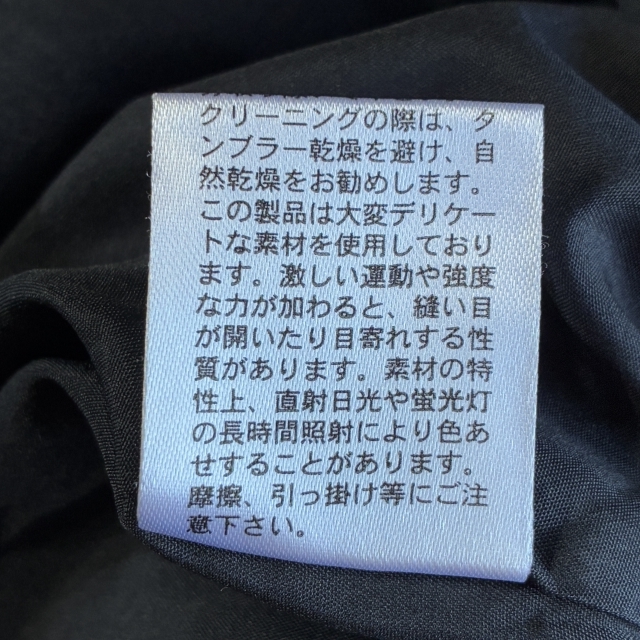 クリーニングの際は、タ
ンブラー乾燥を避け、自
然乾燥をお勧めします。
この製品は大変デリケー
トな素材を使用しており
ます。激しい運動や強度
な力が加わると、縫い目
が開いたり目寄れする性
質があります。素材の特
性上、直射日光や蛍光灯
の長時間照射により色あ
せすることがあります。
摩擦、引っ掛け等にご注
意下さい。